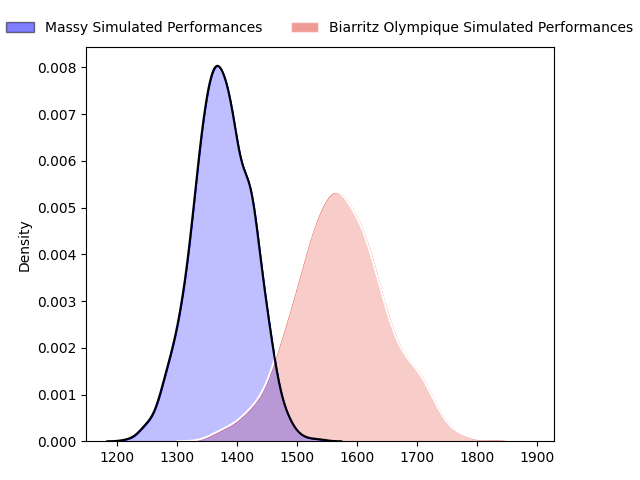 Massy Simulated Performances
Biarritz Olympique Simulated Performances
0.008
0.007
0.006
0.005
0.004
0.003
0.002
0.001
0.000
Density
1200 1300 1400 1500 1600 1700 1800 1900